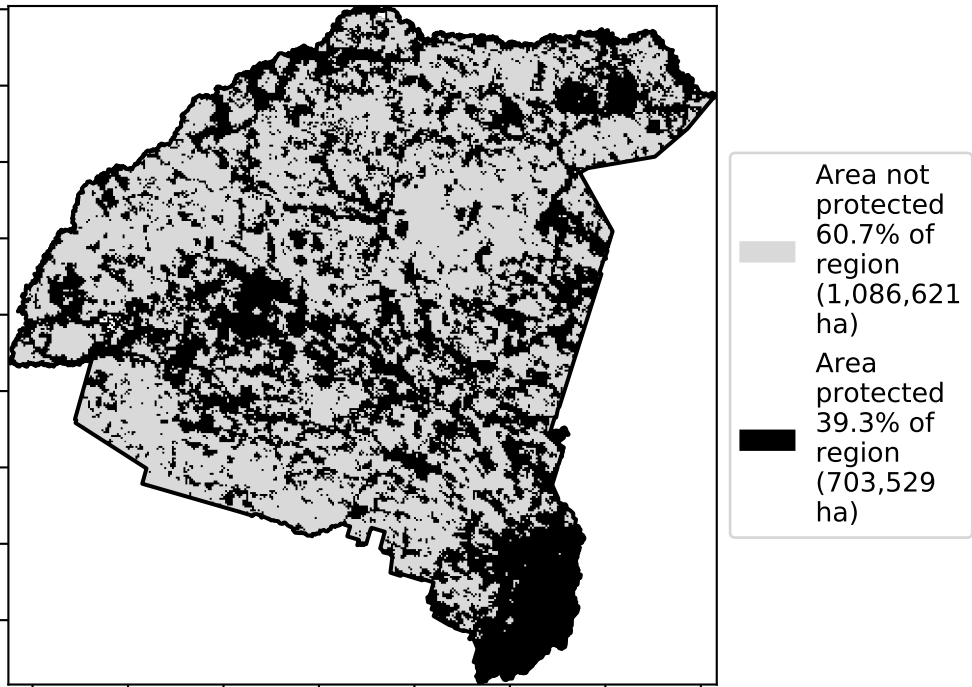 Area not
protected
60.7% of
region
(1,086,621
ha)
Area
protected
39.3% of
region
(703,529
ha)